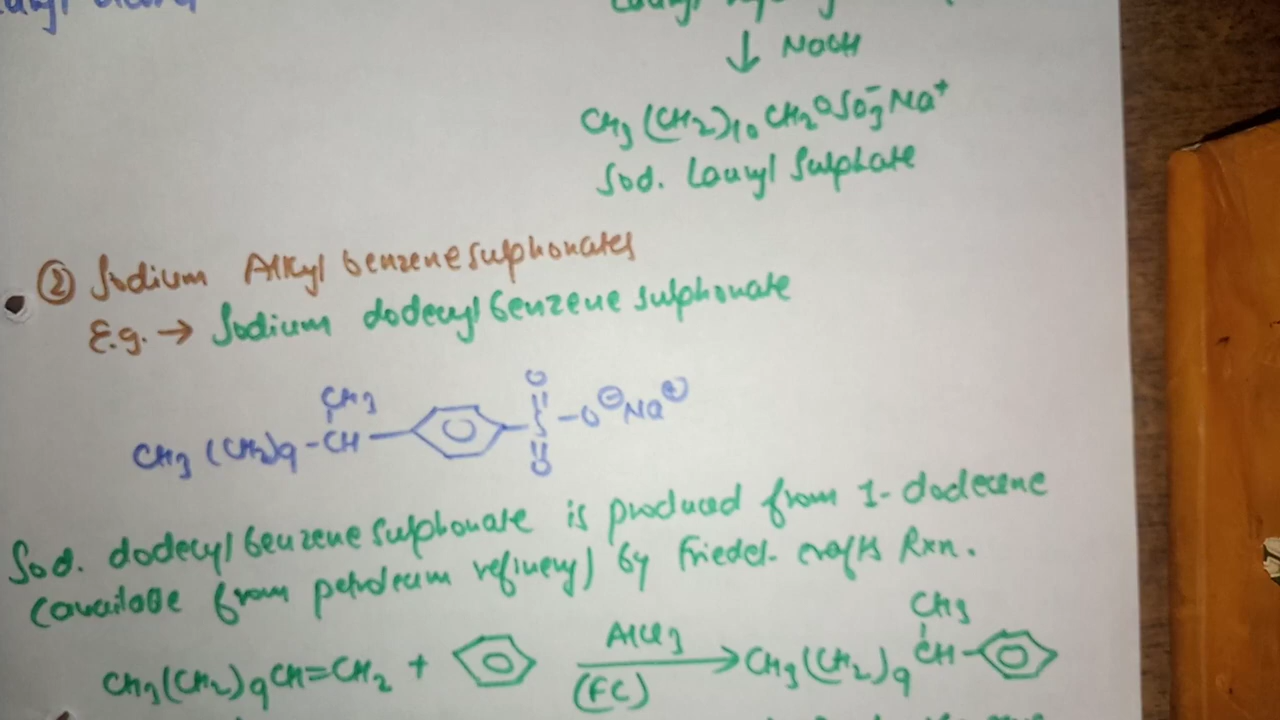 ↓ NaOH
CH3(CH2)10 CH2OSO3⁻Na⁺
Sod. Lauryl Sulphate
② Sodium Alkyl benzene sulphonates
E.g. → Sodium dodecyl benzene sulphonate
CH3 O
CH3 (CH2)9 - CH — S - O⊖Na⊕
O
Sod. dodecyl benzene sulphonate is produced from 1-dodecene
(available from petroleum refinery) by Friedel-crafts Rxn.
CH3
CH3(CH2)9CH=CH2 + AlCl3 (FC) → CH3(CH2)9 CH -